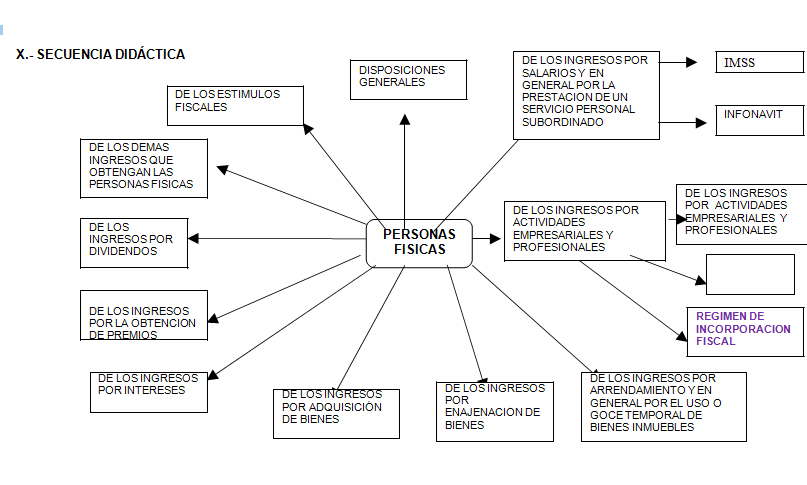 X.- SECUENCIA DIDÁCTICA
DISPOSICIONES
GENERALES
DE LOS INGRESOS POR
SALARIOS Y EN
GENERAL POR LA
PRESTACION DE UN
SERVICIO PERSONAL
SUBORDINADO
IMSS
INFONAVIT
DE LOS ESTIMULOS
FISCALES
DE LOS DEMAS
INGRESOS QUE
OBTENGAN LAS
PERSONAS FISICAS
DE LOS
INGRESOS POR
DIVIDENDOS
PERSONAS
FISICAS
DE LOS INGRESOS POR
ACTIVIDADES
EMPRESARIALES Y
PROFESIONALES
DE LOS INGRESOS
POR ACTIVIDADES
EMPRESARIALES Y
PROFESIONALES
REGIMEN DE
INCORPORACION
FISCAL
DE LOS INGRESOS
POR LA OBTENCION
DE PREMIOS
DE LOS INGRESOS
POR INTERESES
DE LOS INGRESOS
POR ADQUISICIÓN
DE BIENES
DE LOS INGRESOS
POR
ENAJENACION DE
BIENES
DE LOS INGRESOS POR
ARRENDAMIENTO Y EN
GENERAL POR EL USO O
GOCE TEMPORAL DE
BIENES INMUEBLES